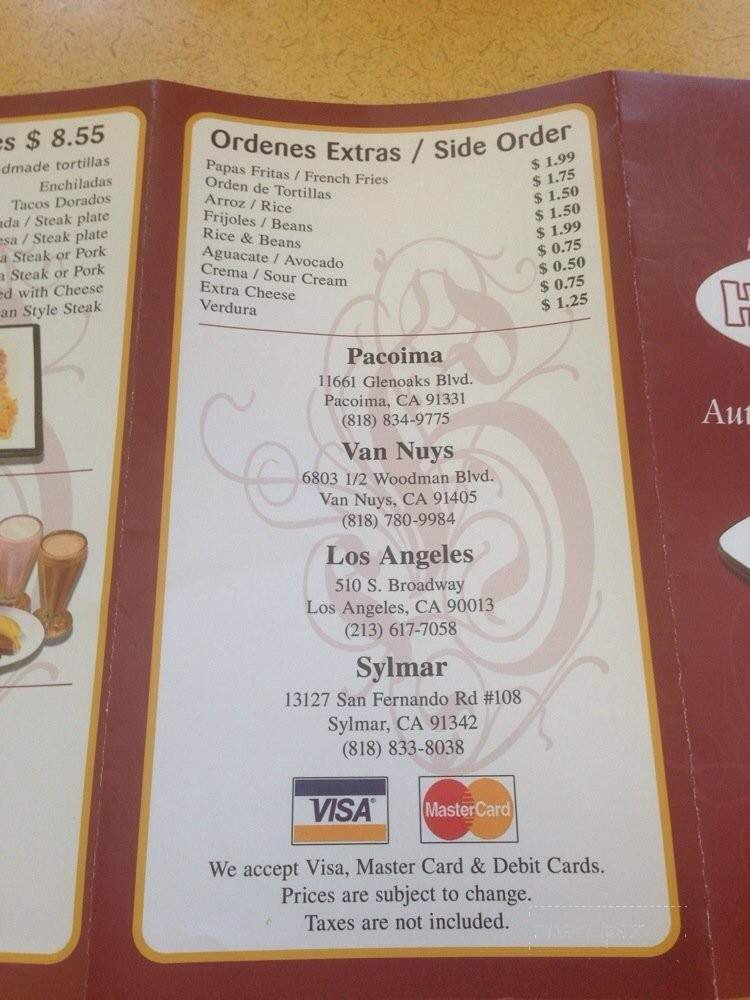 es $ 8.55
dmade tortillas
Enchiladas
Tacos Dorados
ada / Steak plate
esa / Steak plate
a Steak or Pork
a Steak or Pork
ed with Cheese
an Style Steak
Ordenes Extras / Side Order
Papas Fritas / French Fries $ 1.99
Orden de Tortillas $ 1.75
Arroz / Rice $ 1.50
Frijoles / Beans $ 1.50
Rice & Beans $ 1.99
Aguacate / Avocado $ 0.75
Crema / Sour Cream $ 0.50
Extra Cheese $ 0.75
Verdura $ 1.25
Pacoima
11661 Glenoaks Blvd.
Pacoima, CA 91331
(818) 834-9775
Van Nuys
6803 1/2 Woodman Blvd.
Van Nuys, CA 91405
(818) 780-9984
Los Angeles
510 S. Broadway
Los Angeles, CA 90013
(213) 617-7058
Sylmar
13127 San Fernando Rd #108
Sylmar, CA 91342
(818) 833-8038
VISA MasterCard
We accept Visa, Master Card & Debit Cards.
Prices are subject to change.
Taxes are not included.
H
Aut